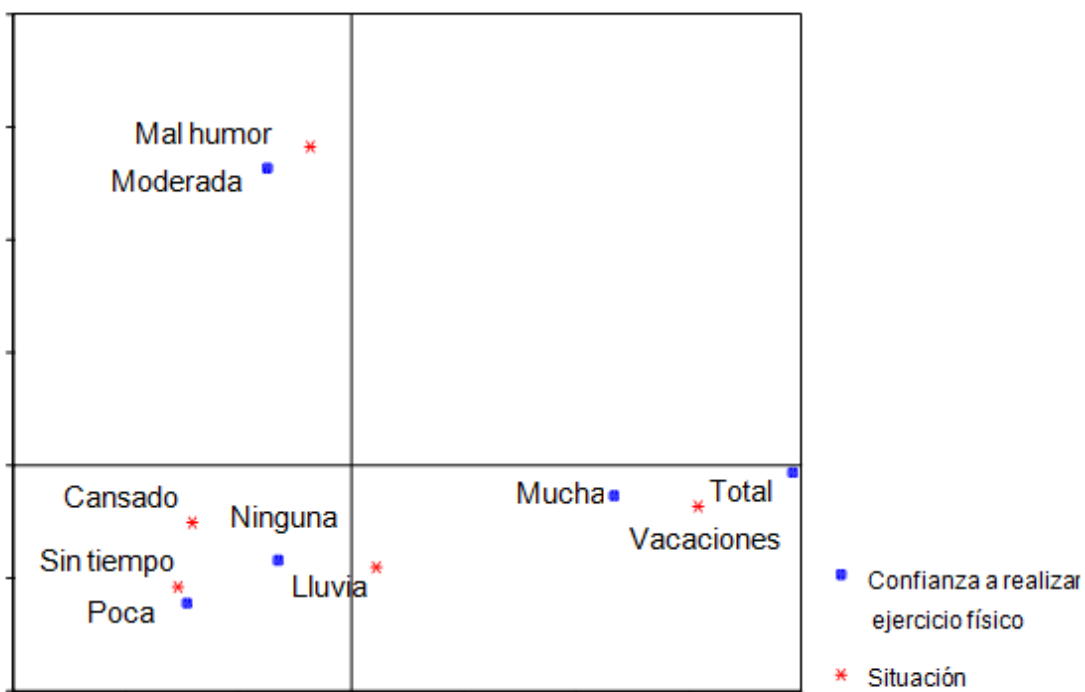 Mal humor
Moderada
Cansado
Ninguna
Mucha
Total
Vacaciones
Sin tiempo
Lluvia
Poca
Confianza a realizar
ejercicio físico
Situación